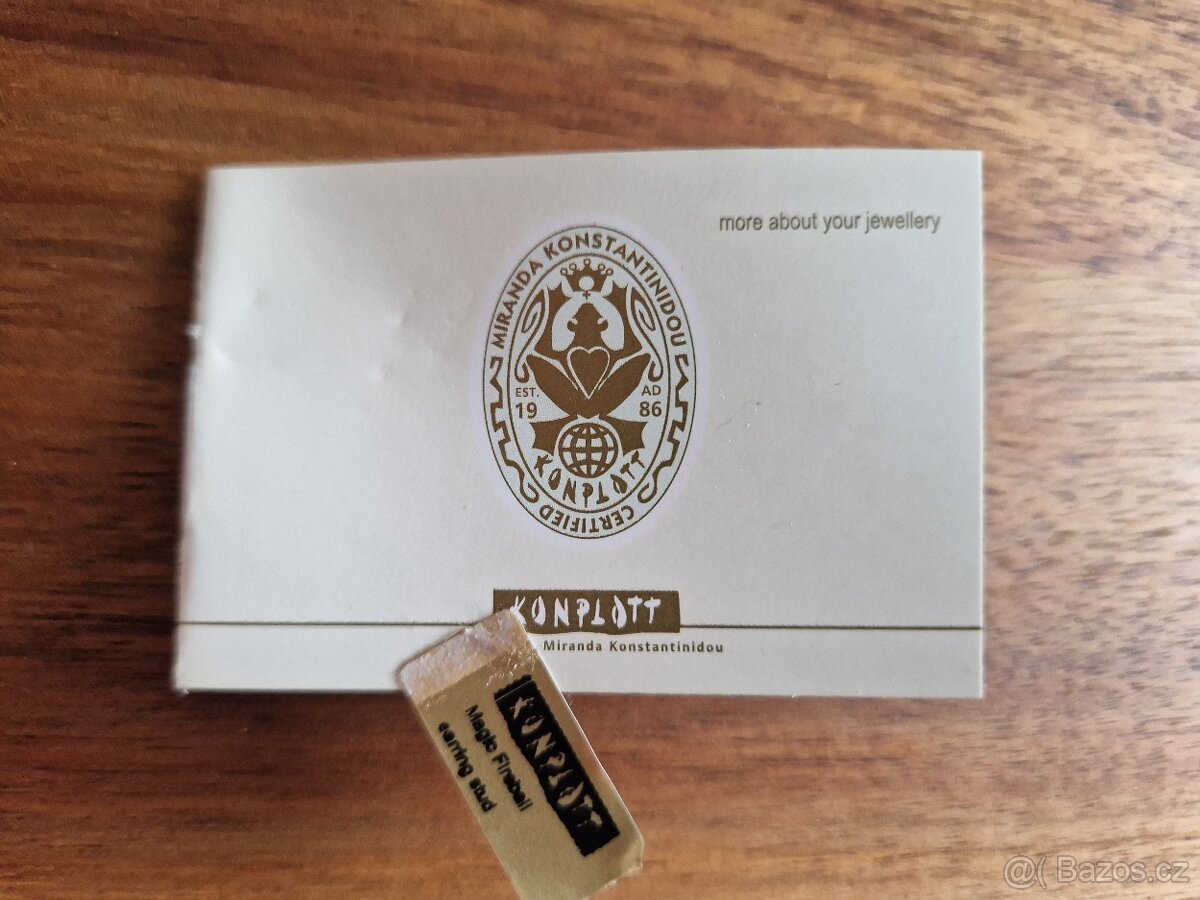 more about your jewellery
MIRANDA KONSTANTINIDOU
EST. AD
19 86
KONPLOTT
CERTIFIED
KONPLOTT
Miranda Konstantinidou
KONPLOTT
Magic Fireball
earring stud
@( Bazos.cz